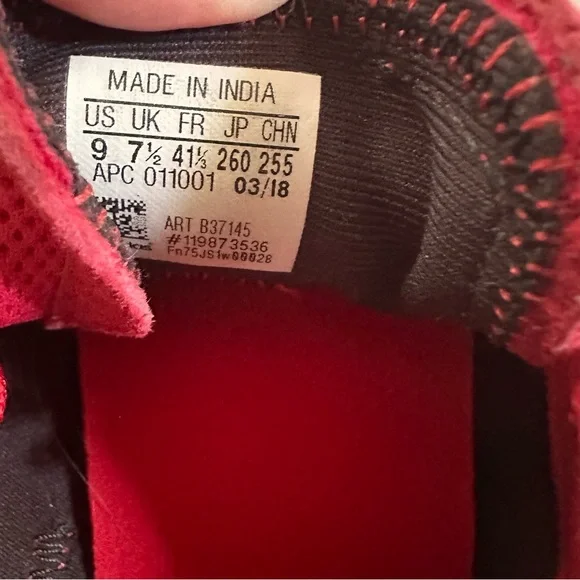 MADE IN INDIA
US UK FR JP CHN
9 7½ 41⅓ 260 255
APC 011001 03/18
ART B37145
#119873536
Fn75JS1w00028